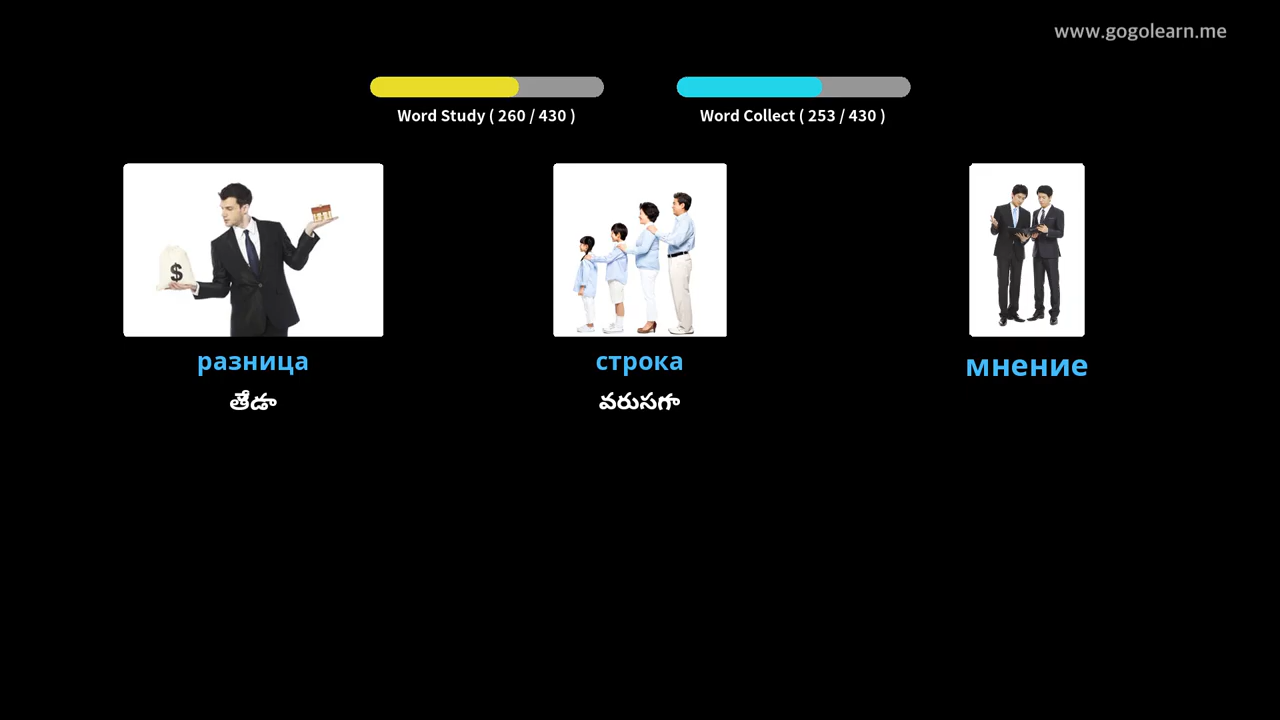 www.gogolearn.me
Word Study ( 260 / 430 )
Word Collect ( 253 / 430 )
разница
строка
мнение
తేడా
వరుసగా